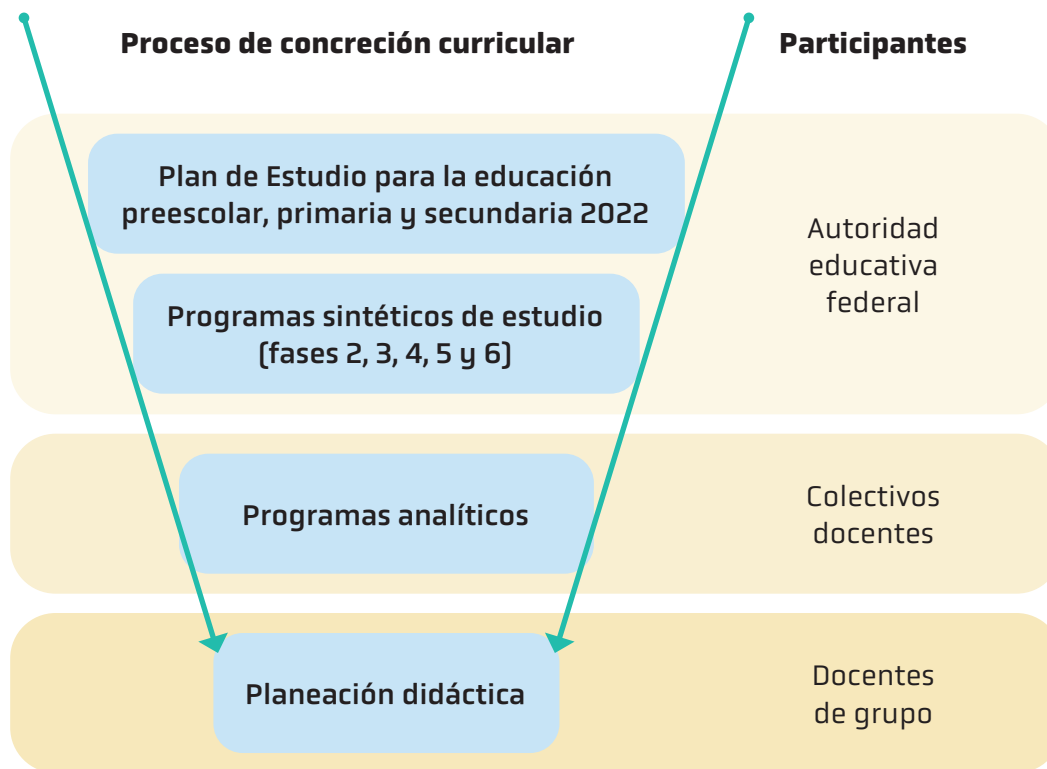 Proceso de concreción curricular
Participantes
Plan de Estudio para la educación
preescolar, primaria y secundaria 2022
Programas sintéticos de estudio
(fases 2, 3, 4, 5 y 6)
Autoridad
educativa
federal
Programas analíticos
Colectivos
docentes
Planeación didáctica
Docentes
de grupo